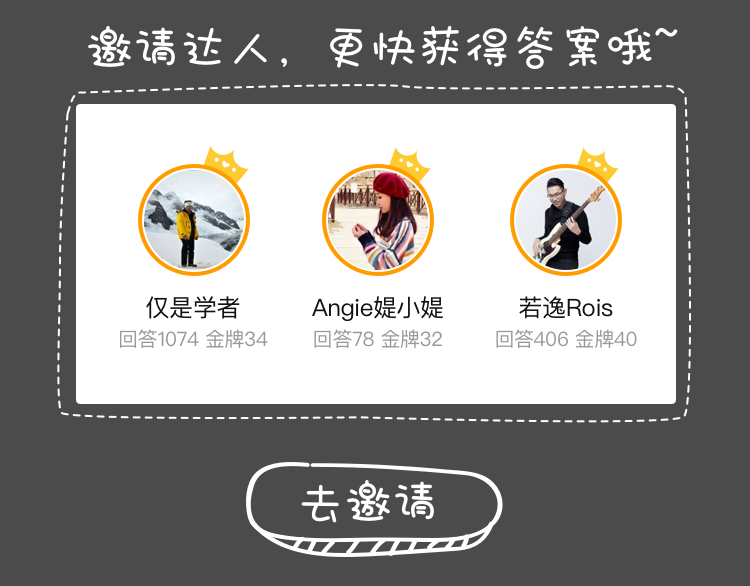 邀请达人，更快获得答案哦~
仅是学者
回答1074 金牌34
Angie媞小媞
回答78 金牌32
若逸Rois
回答406 金牌40
去邀请